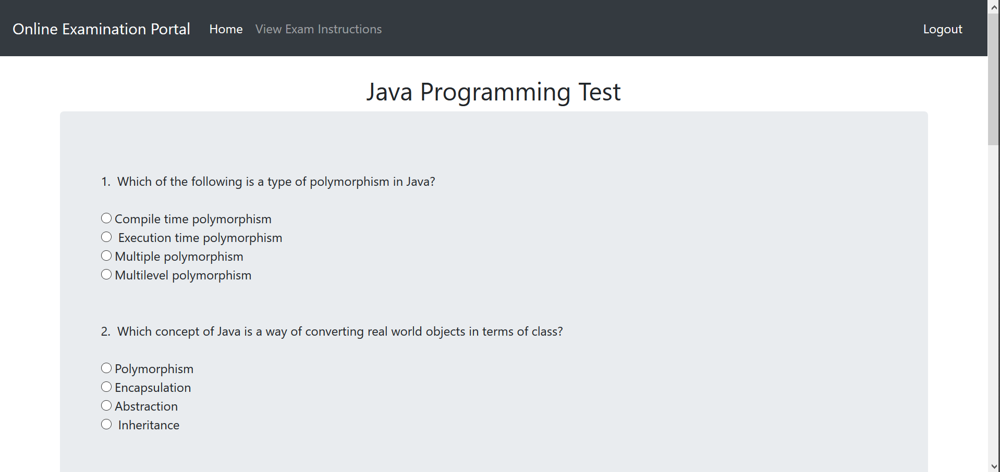 Online Examination Portal Home View Exam Instructions Logout
Java Programming Test
1. Which of the following is a type of polymorphism in Java?
Compile time polymorphism
Execution time polymorphism
Multiple polymorphism
Multilevel polymorphism
2. Which concept of Java is a way of converting real world objects in terms of class?
Polymorphism
Encapsulation
Abstraction
Inheritance